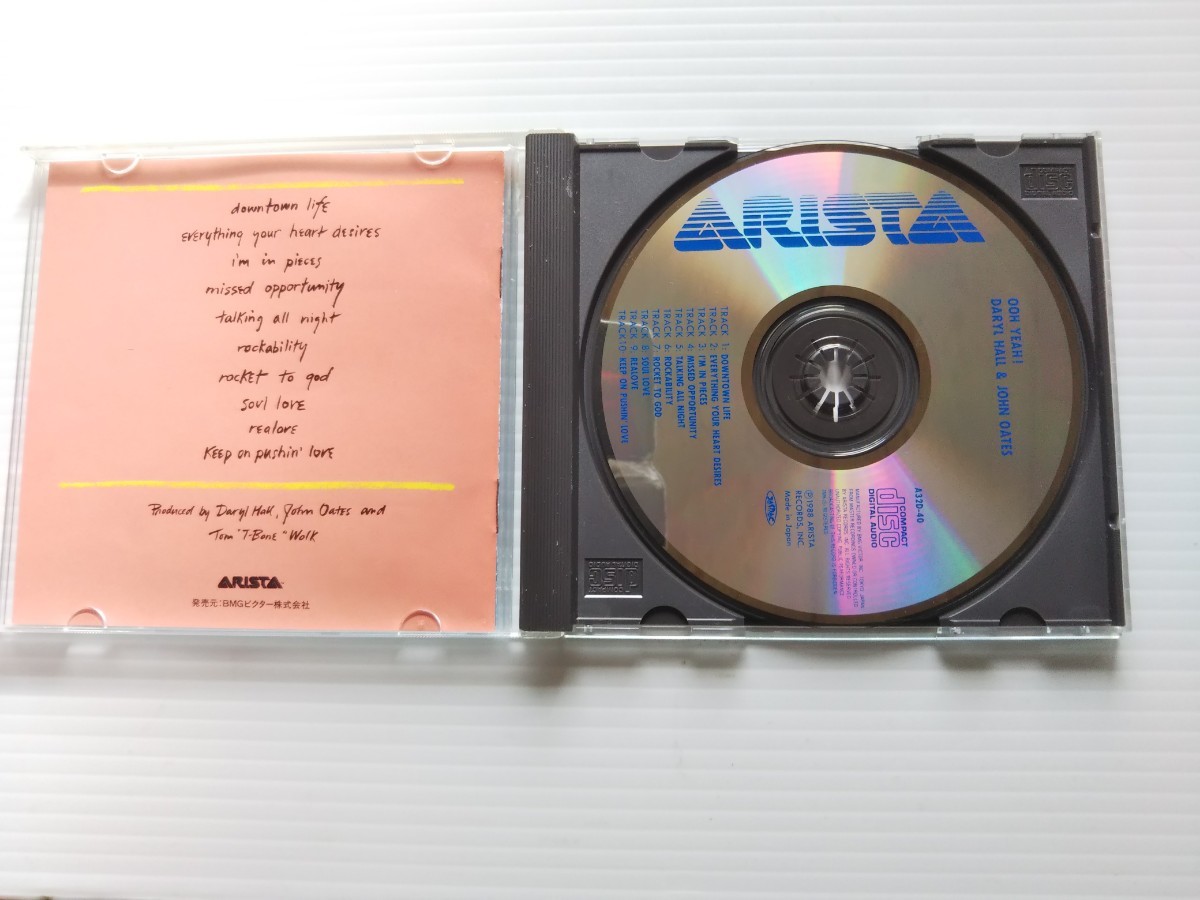 downtown life
everything your heart desires
i'm in pieces
missed opportunity
talking all night
rockability
rocket to god
soul love
realove
Keep on pushin' love
Produced by Daryl Hall, John Oates and
Tom "T-Bone" Wolk
ARISTA
発売元:BMGビクター株式会社
ARISTA
OOH YEAH!
DARYL HALL & JOHN OATES
TRACK 1: DOWNTOWN LIFE
TRACK 2: EVERYTHING YOUR HEART DESIRES
TRACK 3: I'M IN PIECES
TRACK 4: MISSED OPPORTUNITY
TRACK 5: TALKING ALL NIGHT
TRACK 6: ROCKABILITY
TRACK 7: ROCKET TO GOD
TRACK 8: SOUL LOVE
TRACK 9: REALOVE
TRACK10: KEEP ON PUSHIN' LOVE
A32D-40
COMPACT
disc
DIGITAL AUDIO
Ⓟ1988 ARISTA
RECORDS, INC.
Made in Japan